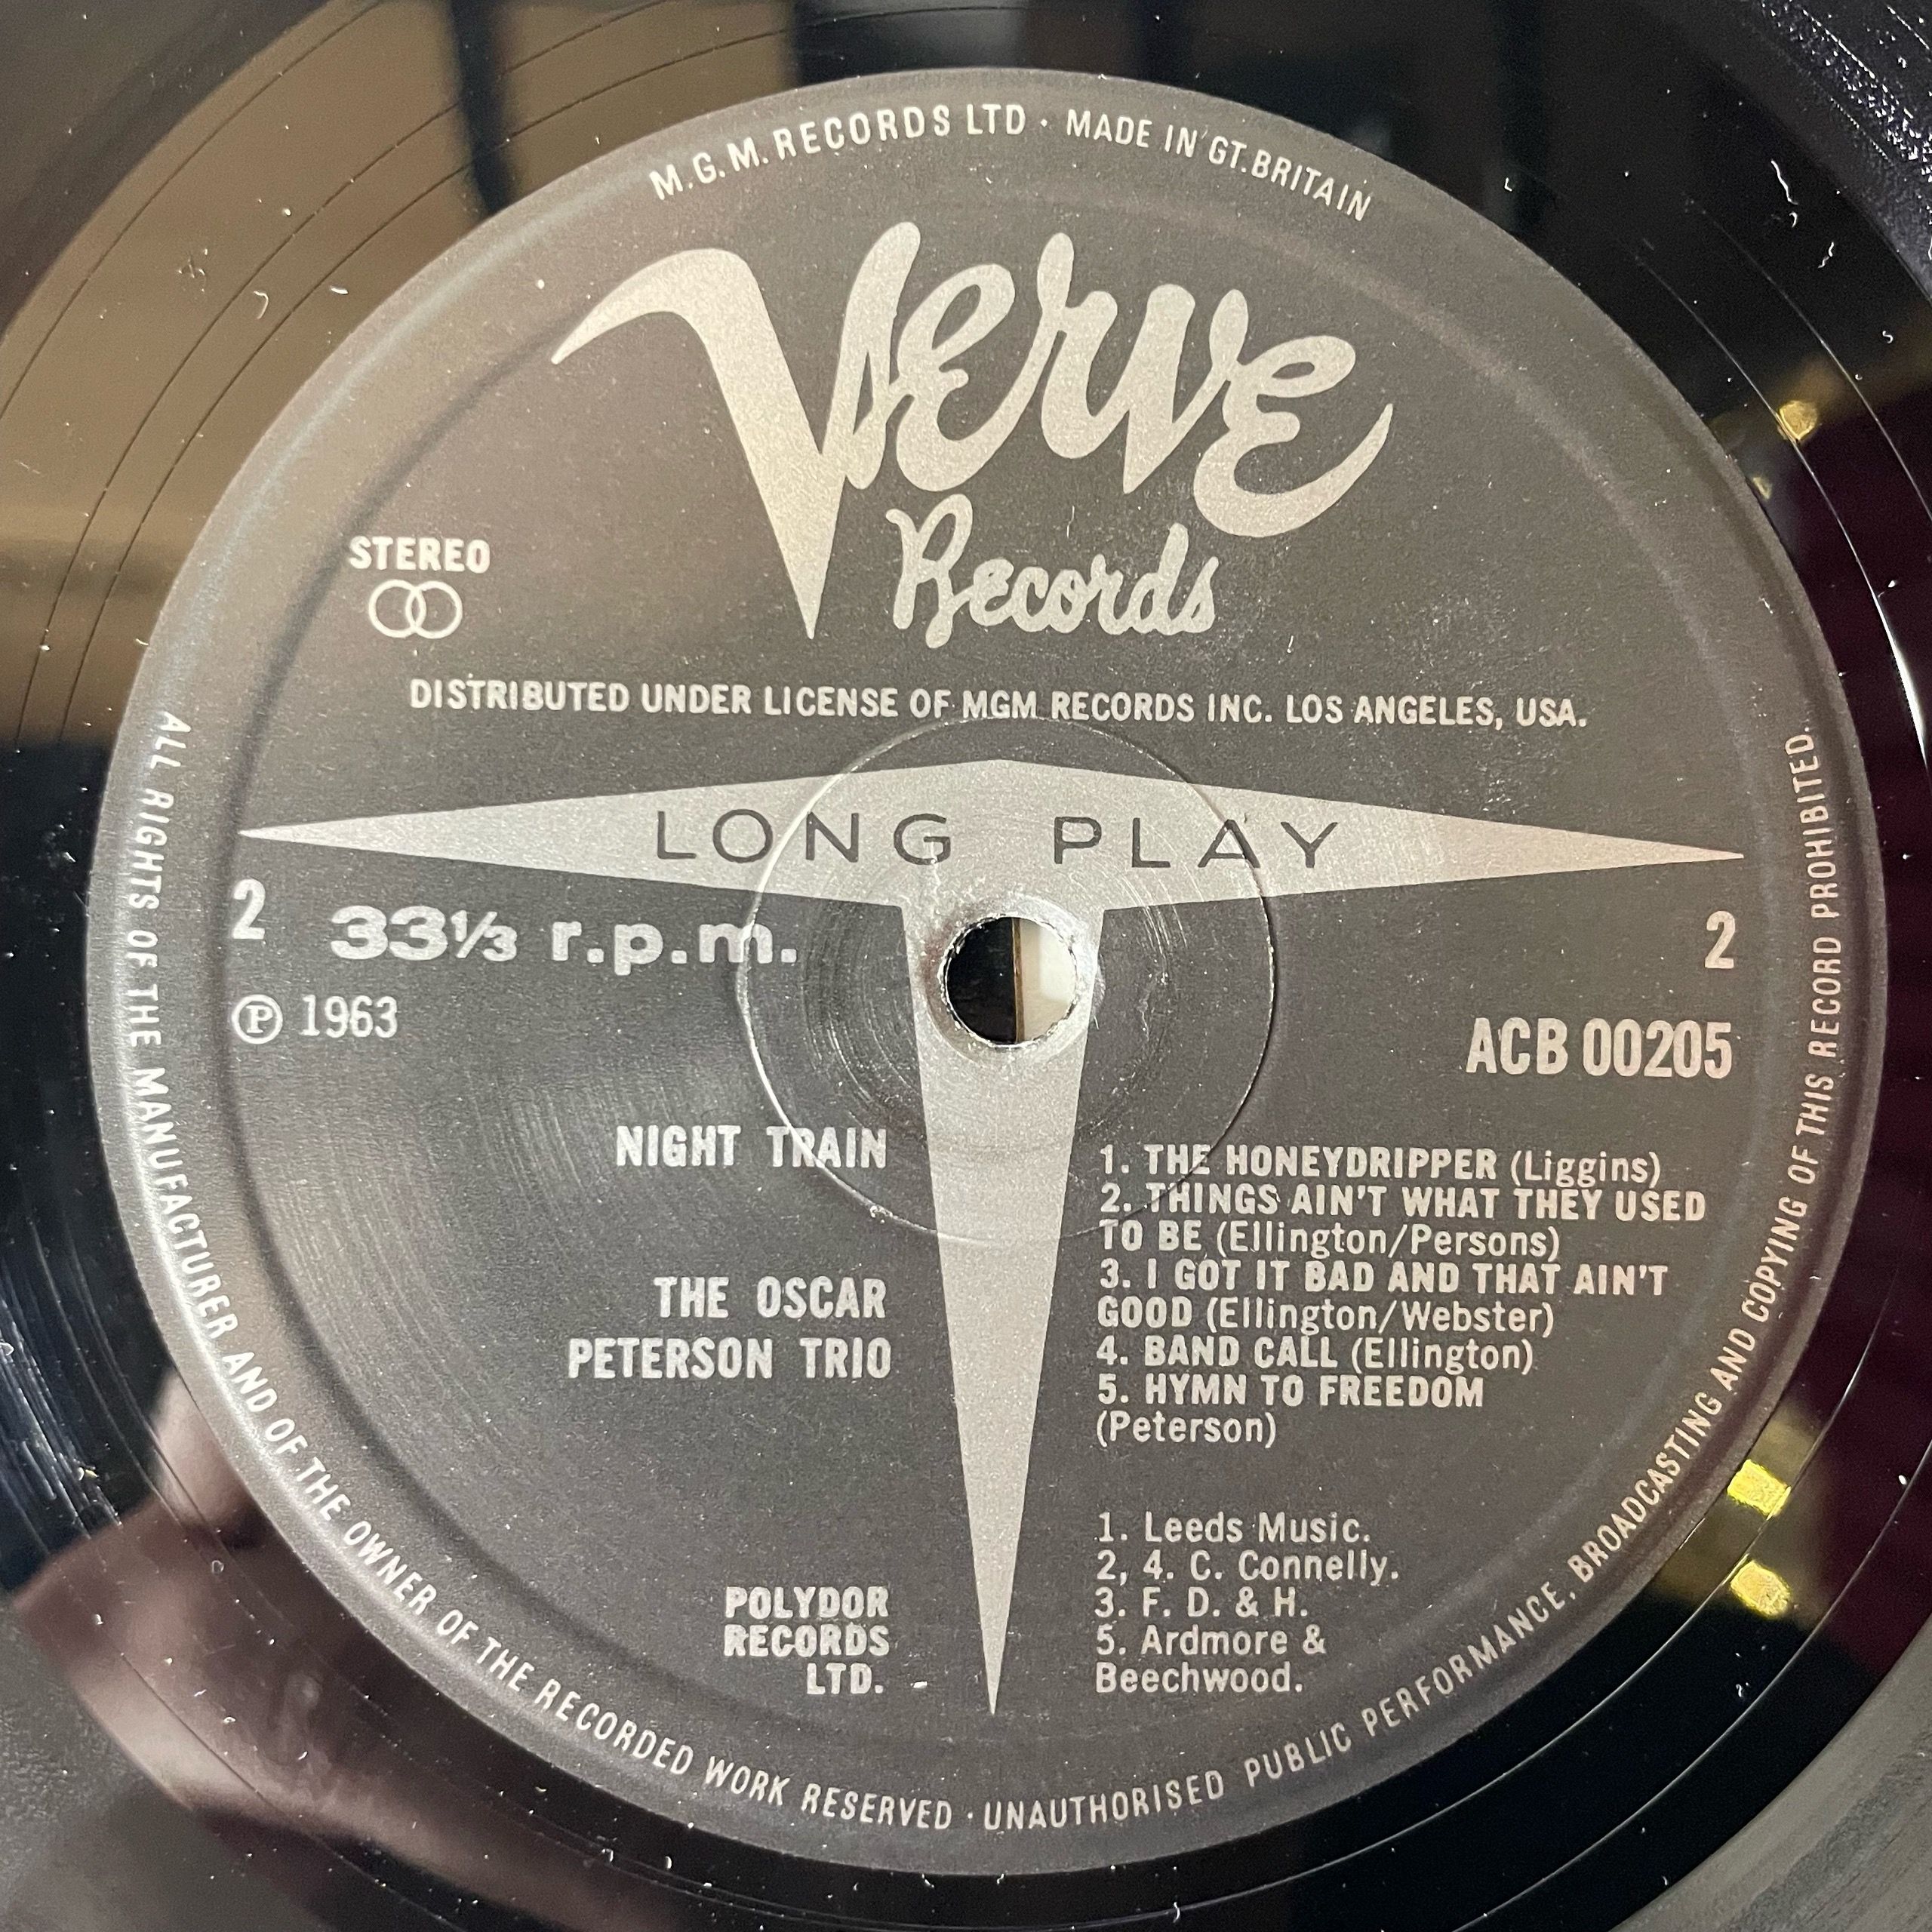 M.G.M. RECORDS LTD · MADE IN GT. BRITAIN
Verve
Records
STEREO
DISTRIBUTED UNDER LICENSE OF MGM RECORDS INC. LOS ANGELES, USA.
LONG PLAY
2 33⅓ r.p.m.
2
Ⓟ 1963
ACB 00205
NIGHT TRAIN
THE OSCAR
PETERSON TRIO
POLYDOR
RECORDS
LTD.
1. THE HONEYDRIPPER (Liggins)
2. THINGS AIN'T WHAT THEY USED
TO BE (Ellington/Persons)
3. I GOT IT BAD AND THAT AIN'T
GOOD (Ellington/Webster)
4. BAND CALL (Ellington)
5. HYMN TO FREEDOM
(Peterson)
1. Leeds Music.
2, 4. C. Connelly.
3. F. D. & H.
5. Ardmore &
Beechwood.
ALL RIGHTS OF THE MANUFACTURER AND OF THE OWNER OF THE RECORDED WORK RESERVED · UNAUTHORISED PUBLIC PERFORMANCE, BROADCASTING AND COPYING OF THIS RECORD PROHIBITED.